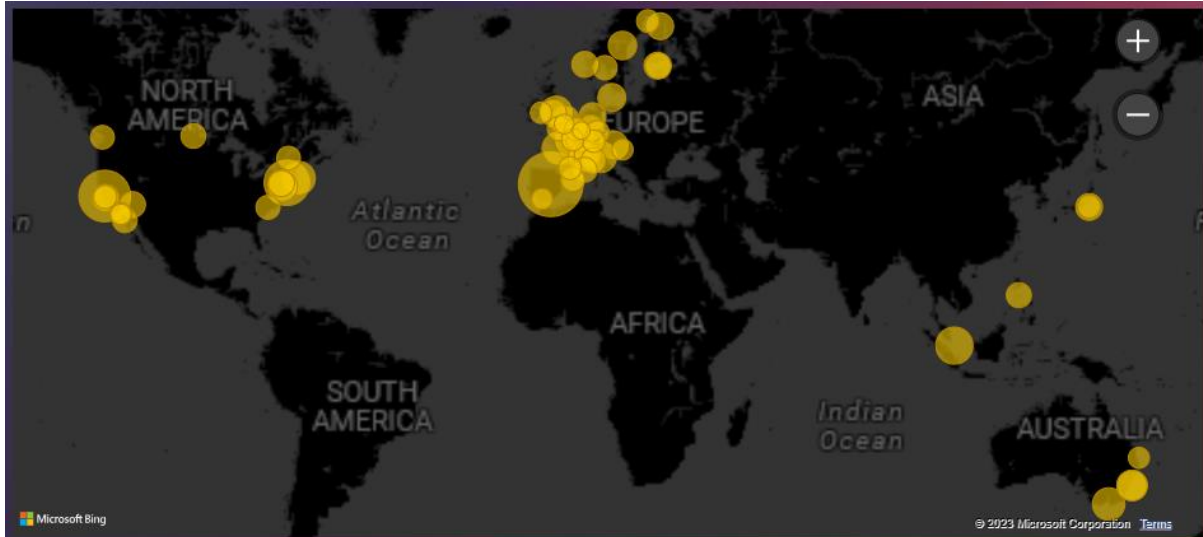 NORTH
AMERICA
EUROPE
ASIA
Atlantic
Ocean
AFRICA
SOUTH
AMERICA
Indian
Ocean
AUSTRALIA
Microsoft Bing
© 2023 Microsoft Corporation Terms